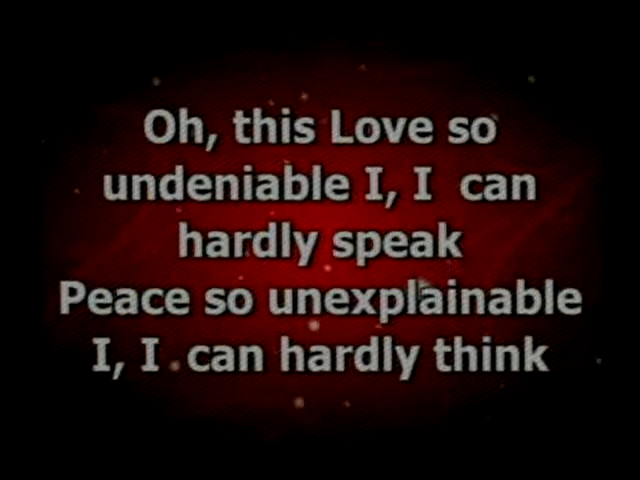 Oh, this Love so
undeniable I, I can
hardly speak
Peace so unexplainable
I, I can hardly think